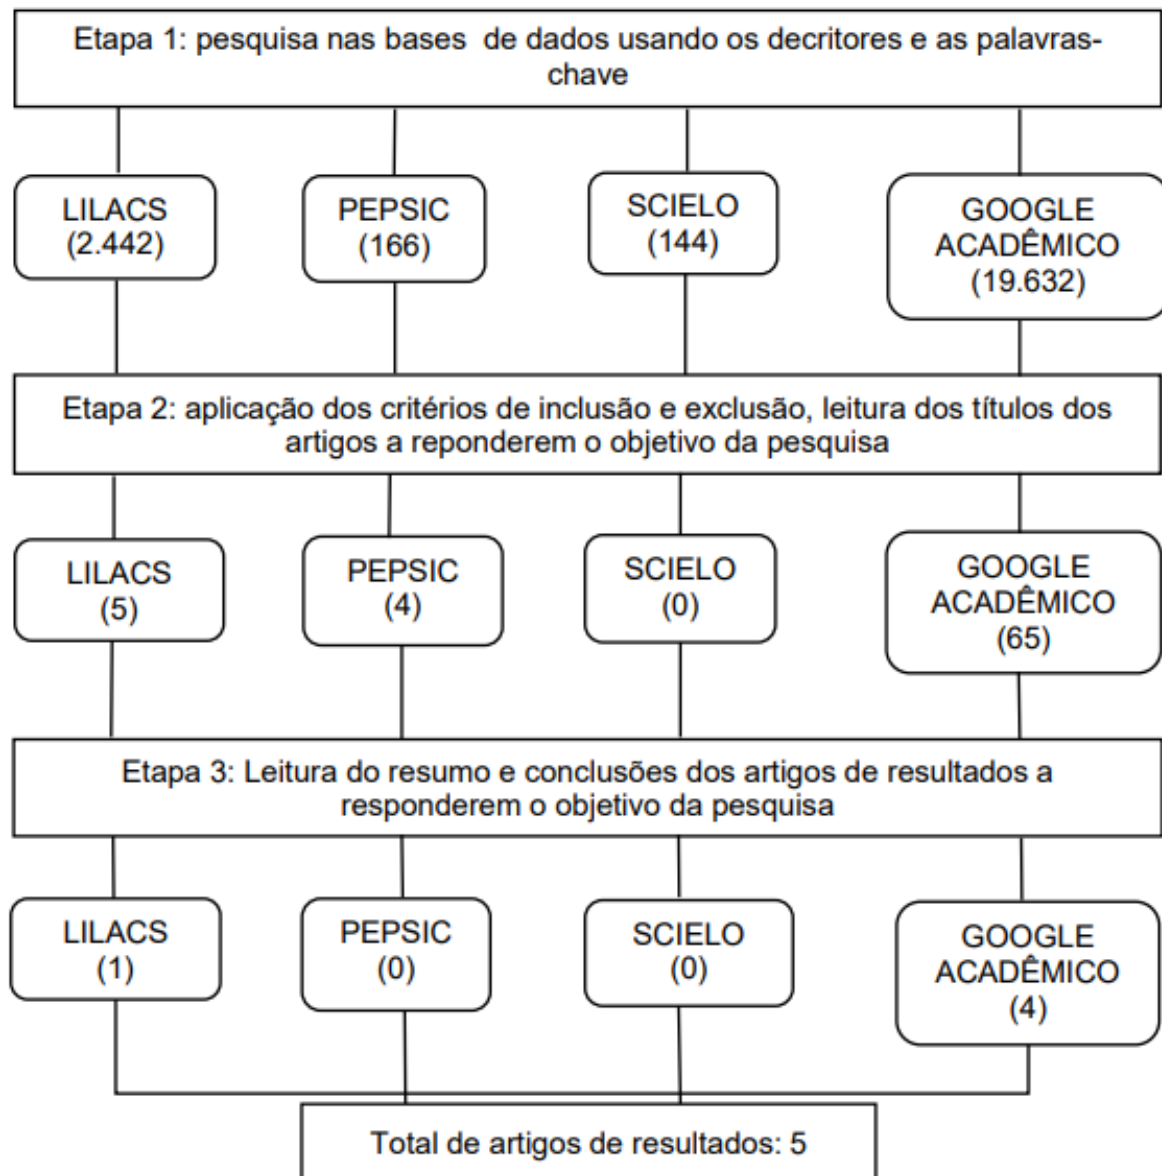 Etapa 1: pesquisa nas bases de dados usando os decritores e as palavras-
chave
LILACS
(2.442)
PEPSIC
(166)
SCIELO
(144)
GOOGLE
ACADÊMICO
(19.632)
Etapa 2: aplicação dos critérios de inclusão e exclusão, leitura dos títulos dos
artigos a reponderem o objetivo da pesquisa
LILACS
(5)
PEPSIC
(4)
SCIELO
(0)
GOOGLE
ACADÊMICO
(65)
Etapa 3: Leitura do resumo e conclusões dos artigos de resultados a
responderem o objetivo da pesquisa
LILACS
(1)
PEPSIC
(0)
SCIELO
(0)
GOOGLE
ACADÊMICO
(4)
Total de artigos de resultados: 5